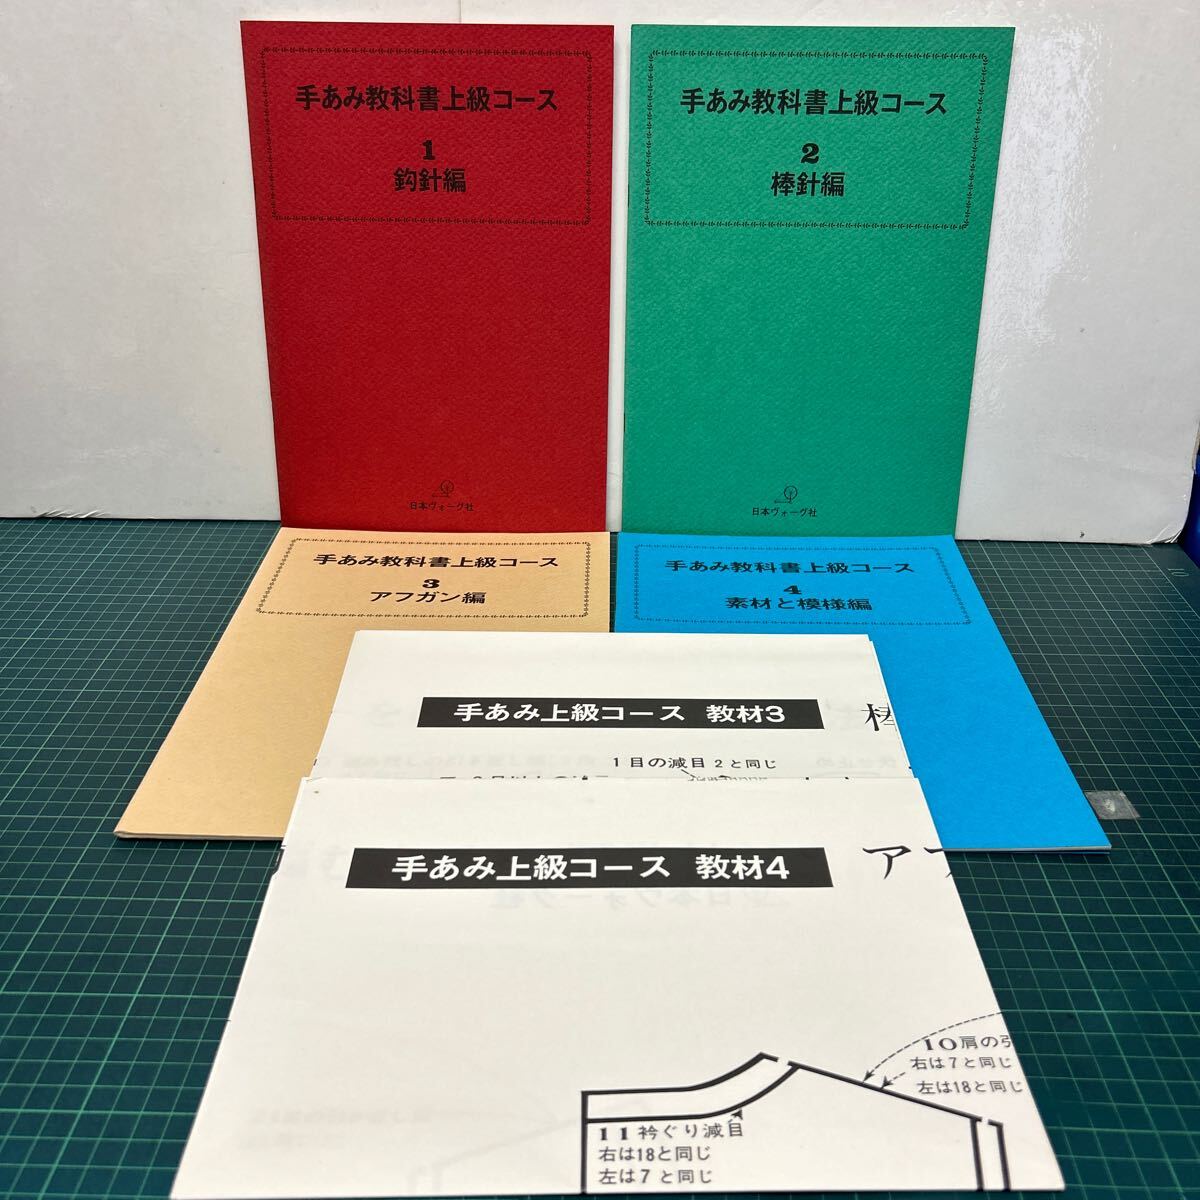 手あみ教科書上級コース
1
鈎針編
日本ヴォーグ社
手あみ教科書上級コース
2
棒針編
日本ヴォーグ社
手あみ教科書上級コース
3
アフガン編
手あみ教科書上級コース
4
素材と模様編
手あみ上級コース 教材3
1目の減目 2と同じ
手あみ上級コース 教材4
ア
10肩の引
右は7と同じ
左は18と同じ
11 衿ぐり減目
右は18と同じ
左は7と同じ